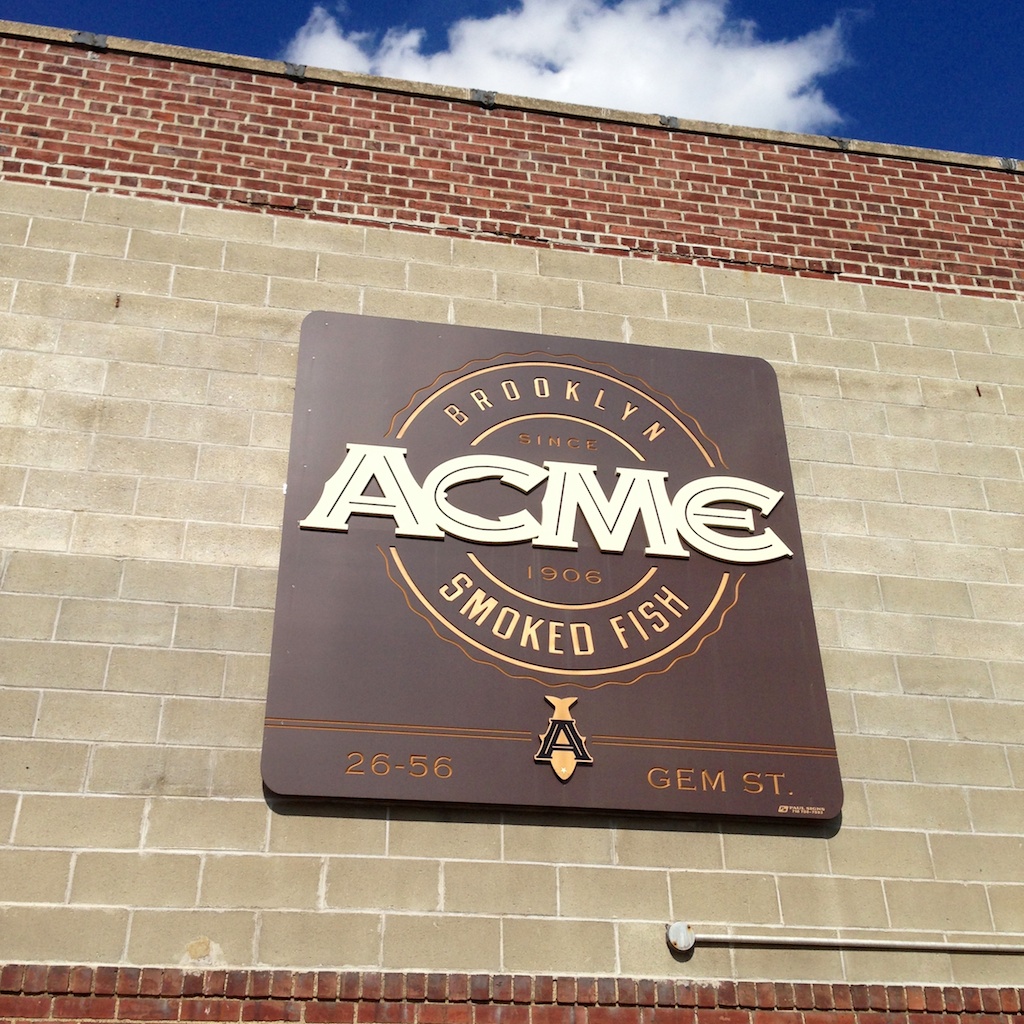 BROOKLYN
SINCE
ACME
1906
SMOKED FISH
A
26-56
GEM ST.